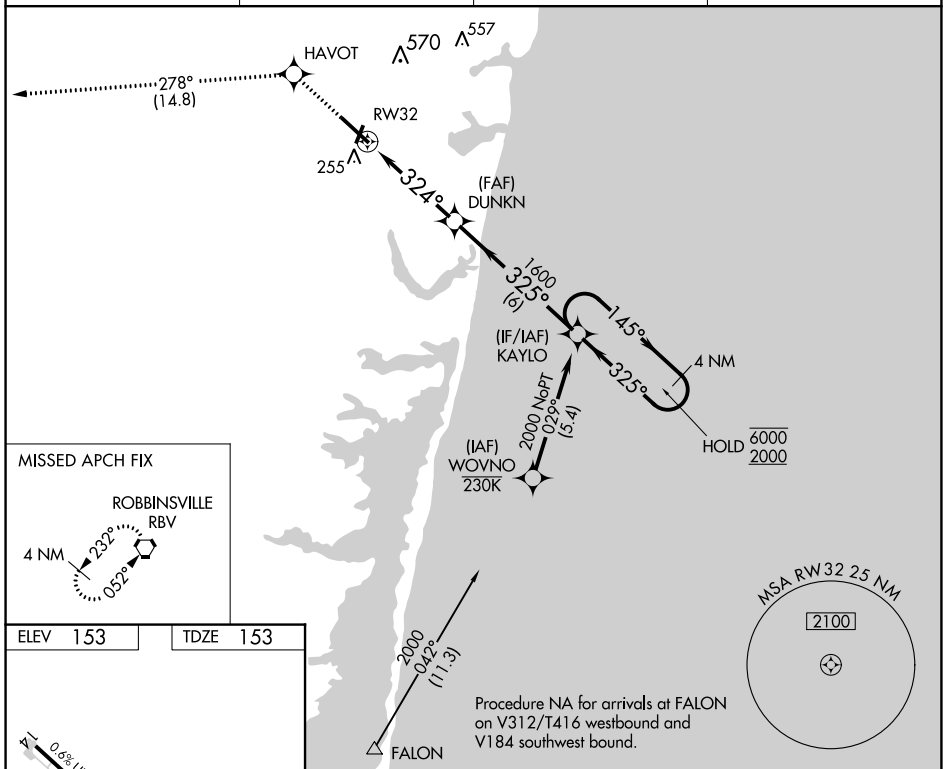 HAVOT
570
557
278°
(14.8)
RW32
255
324°
(FAF)
DUNKN
1600
325°
(6)
(IF/IAF)
KAYLO
145°
4 NM
325°
HOLD 6000
2000
2000 NoPT
029°
(5.4)
(IAF)
WOVNO
230K
MISSED APCH FIX
ROBBINSVILLE
RBV
4 NM
232°
052°
MSA RW32 25 NM
2100
ELEV 153
TDZE 153
2000
042°
(11.3)
FALON
Procedure NA for arrivals at FALON
on V312/T416 westbound and
V184 southwest bound.
14